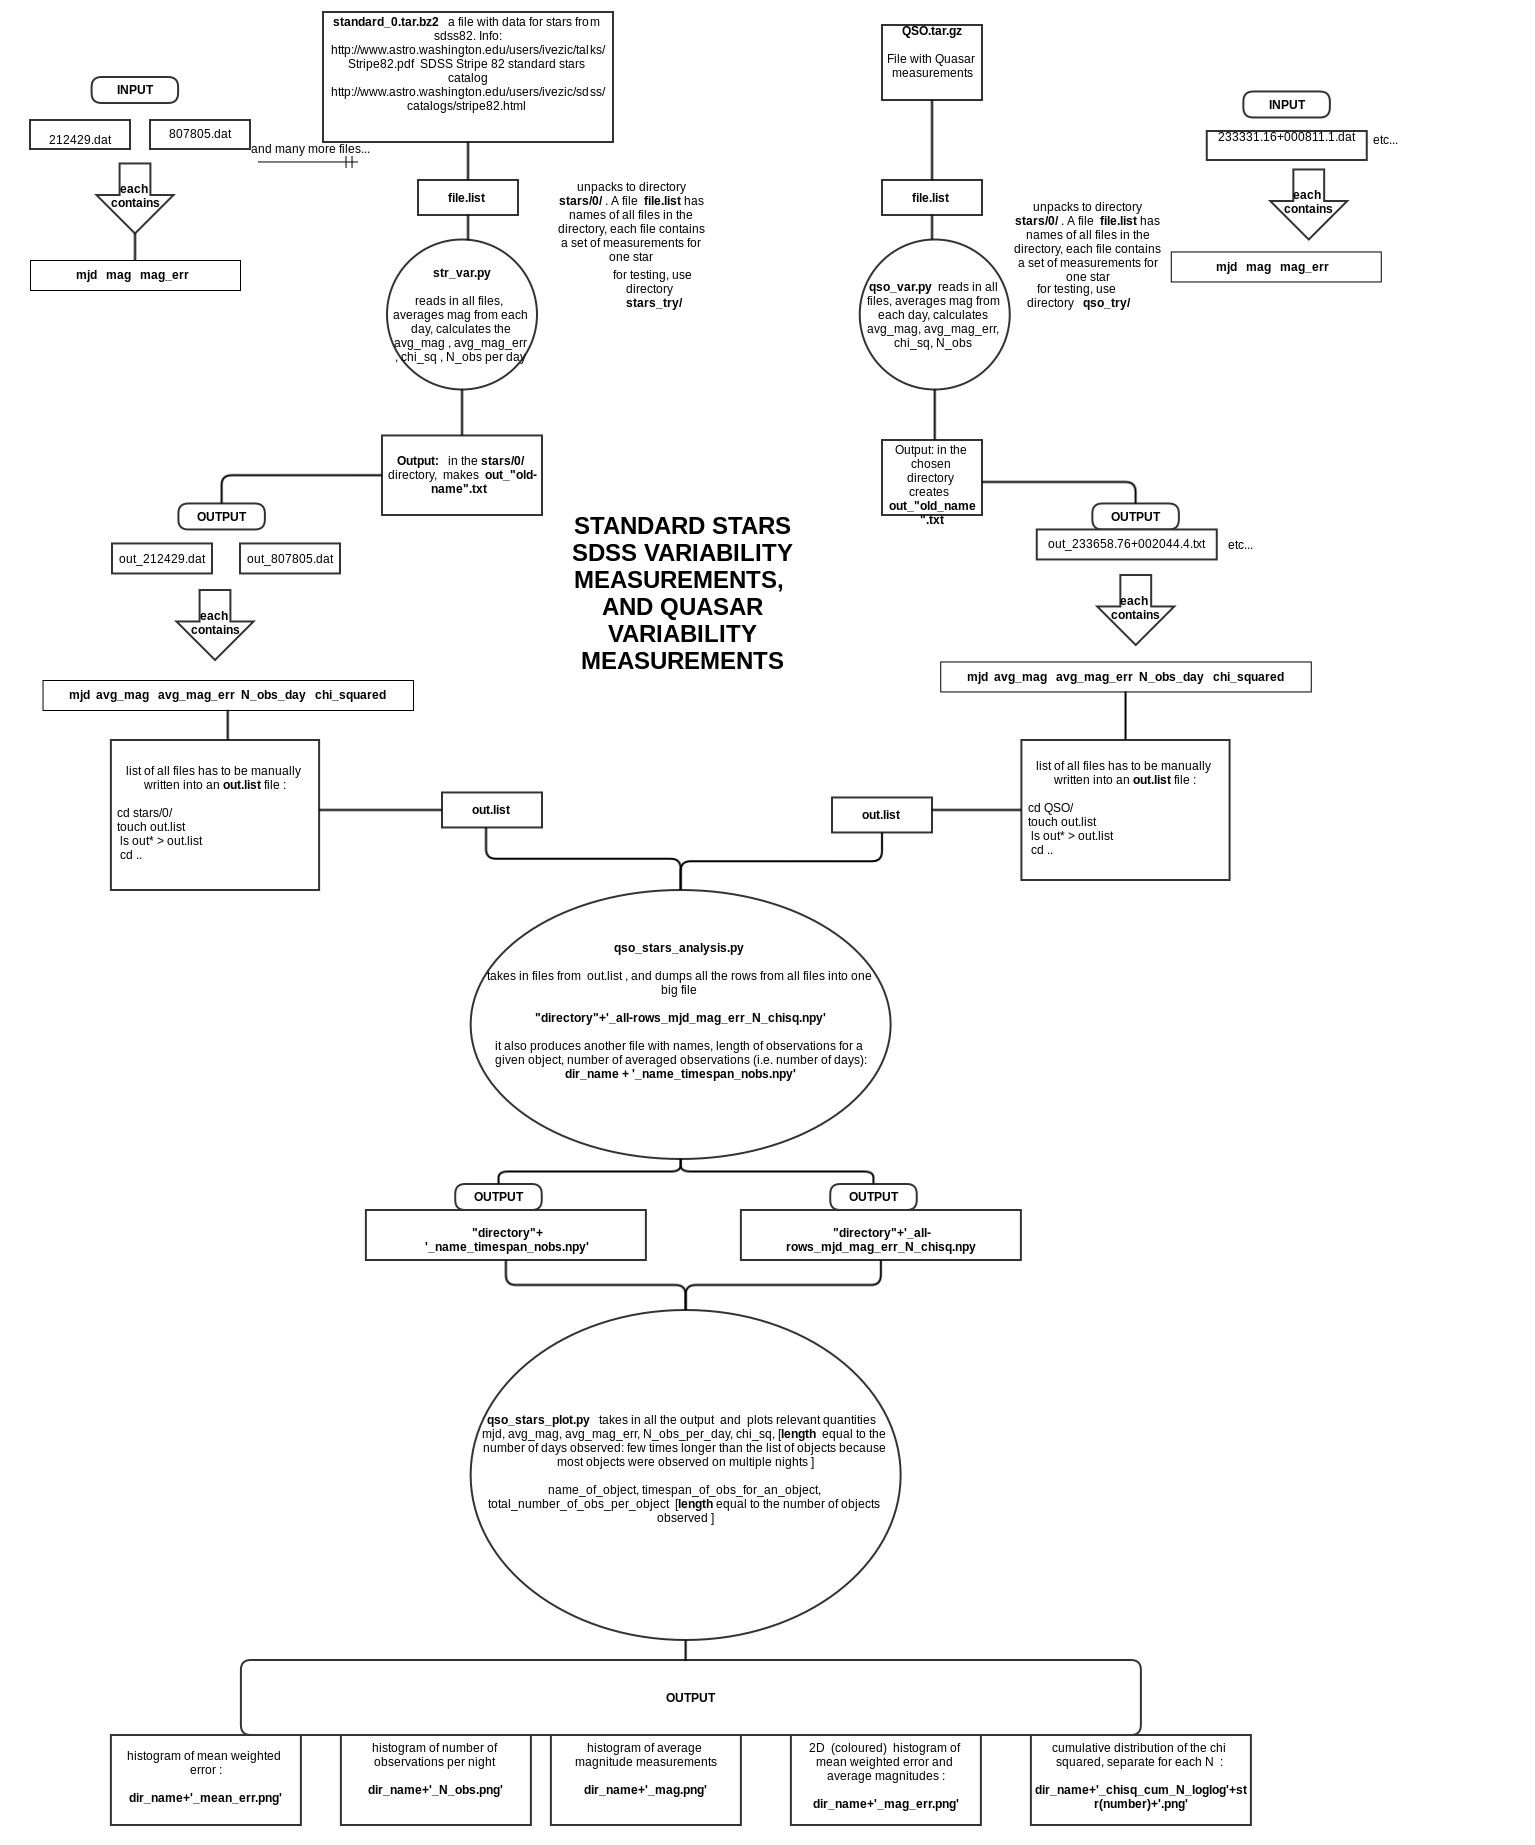 standard_0.tar.bz2 a file with data for stars from
sdss82. Info:
http://www.astro.washington.edu/users/ivezic/talks/
Stripe82.pdf SDSS Stripe 82 standard stars
catalog
http://www.astro.washington.edu/users/ivezic/sdss/
catalogs/stripe82.html
QSO.tar.gz
File with Quasar
measurements
INPUT
212429.dat
807805.dat
and many more files...
each
contains
mjd mag mag_err
INPUT
233331.16+000811.1.dat
etc...
each
contains
mjd mag mag_err
file.list
unpacks to directory
stars/0/ . A file file.list has
names of all files in the
directory, each file contains
a set of measurements for
one star
for testing, use
directory
stars_try/
file.list
unpacks to directory
stars/0/ . A file file.list has
names of all files in the
directory, each file contains
a set of measurements for
one star
for testing, use
directory qso_try/
str_var.py
reads in all files,
averages mag from each
day, calculates the
avg_mag , avg_mag_err
, chi_sq , N_obs per day
qso_var.py reads in all
files, averages mag from
each day, calculates
avg_mag, avg_mag_err,
chi_sq, N_obs
Output: in the stars/0/
directory, makes out_"old-
name".txt
Output: in the
chosen
directory
creates
out_"old_name
".txt
OUTPUT
out_212429.dat
out_807805.dat
each
contains
mjd avg_mag avg_mag_err N_obs_day chi_squared
STANDARD STARS
SDSS VARIABILITY
MEASUREMENTS,
AND QUASAR
VARIABILITY
MEASUREMENTS
OUTPUT
out_233658.76+002044.4.txt
etc...
each
contains
mjd avg_mag avg_mag_err N_obs_day chi_squared
list of all files has to be manually
written into an out.list file :
cd stars/0/
touch out.list
ls out* > out.list
cd ..
out.list
out.list
list of all files has to be manually
written into an out.list file :
cd QSO/
touch out.list
ls out* > out.list
cd ..
qso_stars_analysis.py
takes in files from out.list , and dumps all the rows from all files into one
big file
"directory"+'_all-rows_mjd_mag_err_N_chisq.npy'
it also produces another file with names, length of observations for a
given object, number of averaged observations (i.e. number of days):
dir_name + '_name_timespan_nobs.npy'
OUTPUT
"directory"+
'_name_timespan_nobs.npy'
OUTPUT
"directory"+'_all-
rows_mjd_mag_err_N_chisq.npy
qso_stars_plot.py takes in all the output and plots relevant quantities
mjd, avg_mag, avg_mag_err, N_obs_per_day, chi_sq, [length equal to the
number of days observed: few times longer than the list of objects because
most objects were observed on multiple nights ]
name_of_object, timespan_of_obs_for_an_object,
total_number_of_obs_per_object [length equal to the number of objects
observed ]
OUTPUT
histogram of mean weighted
error :
dir_name+'_mean_err.png'
histogram of number of
observations per night
dir_name+'_N_obs.png'
histogram of average
magnitude measurements
dir_name+'_mag.png'
2D (coloured) histogram of
mean weighted error and
average magnitudes :
dir_name+'_mag_err.png'
cumulative distribution of the chi
squared, separate for each N :
dir_name+'_chisq_cum_N_loglog'+st
r(number)+'.png'